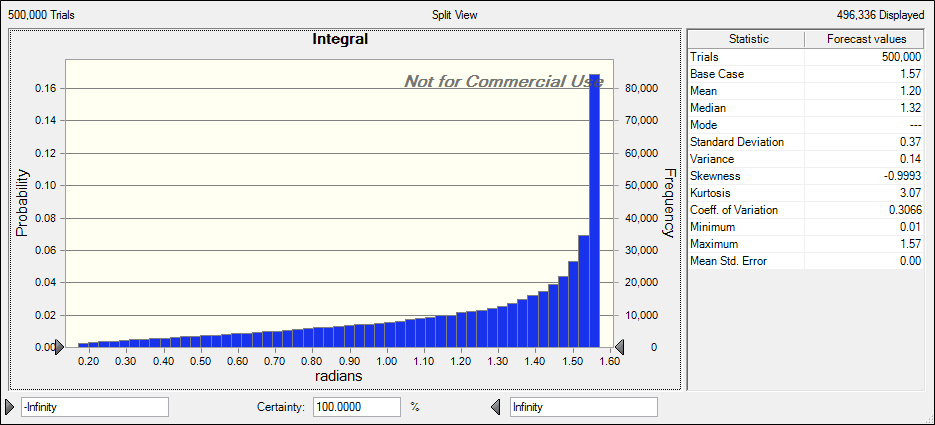 500,000 Trials Split View 496,336 Displayed
Integral
Not for Commercial Use
Probability
0.16
0.14
0.12
0.10
0.08
0.06
0.04
0.02
0.00
80,000
70,000
60,000
50,000
40,000
30,000
20,000
10,000
0
Frequency
0.20 0.30 0.40 0.50 0.60 0.70 0.80 0.90 1.00 1.10 1.20 1.30 1.40 1.50 1.60
radians
Statistic Forecast values
Trials 500,000
Base Case 1.57
Mean 1.20
Median 1.32
Mode ---
Standard Deviation 0.37
Variance 0.14
Skewness -0.9993
Kurtosis 3.07
Coeff. of Variation 0.3066
Minimum 0.01
Maximum 1.57
Mean Std. Error 0.00
-Infinity Certainty: 100.0000 % Infinity